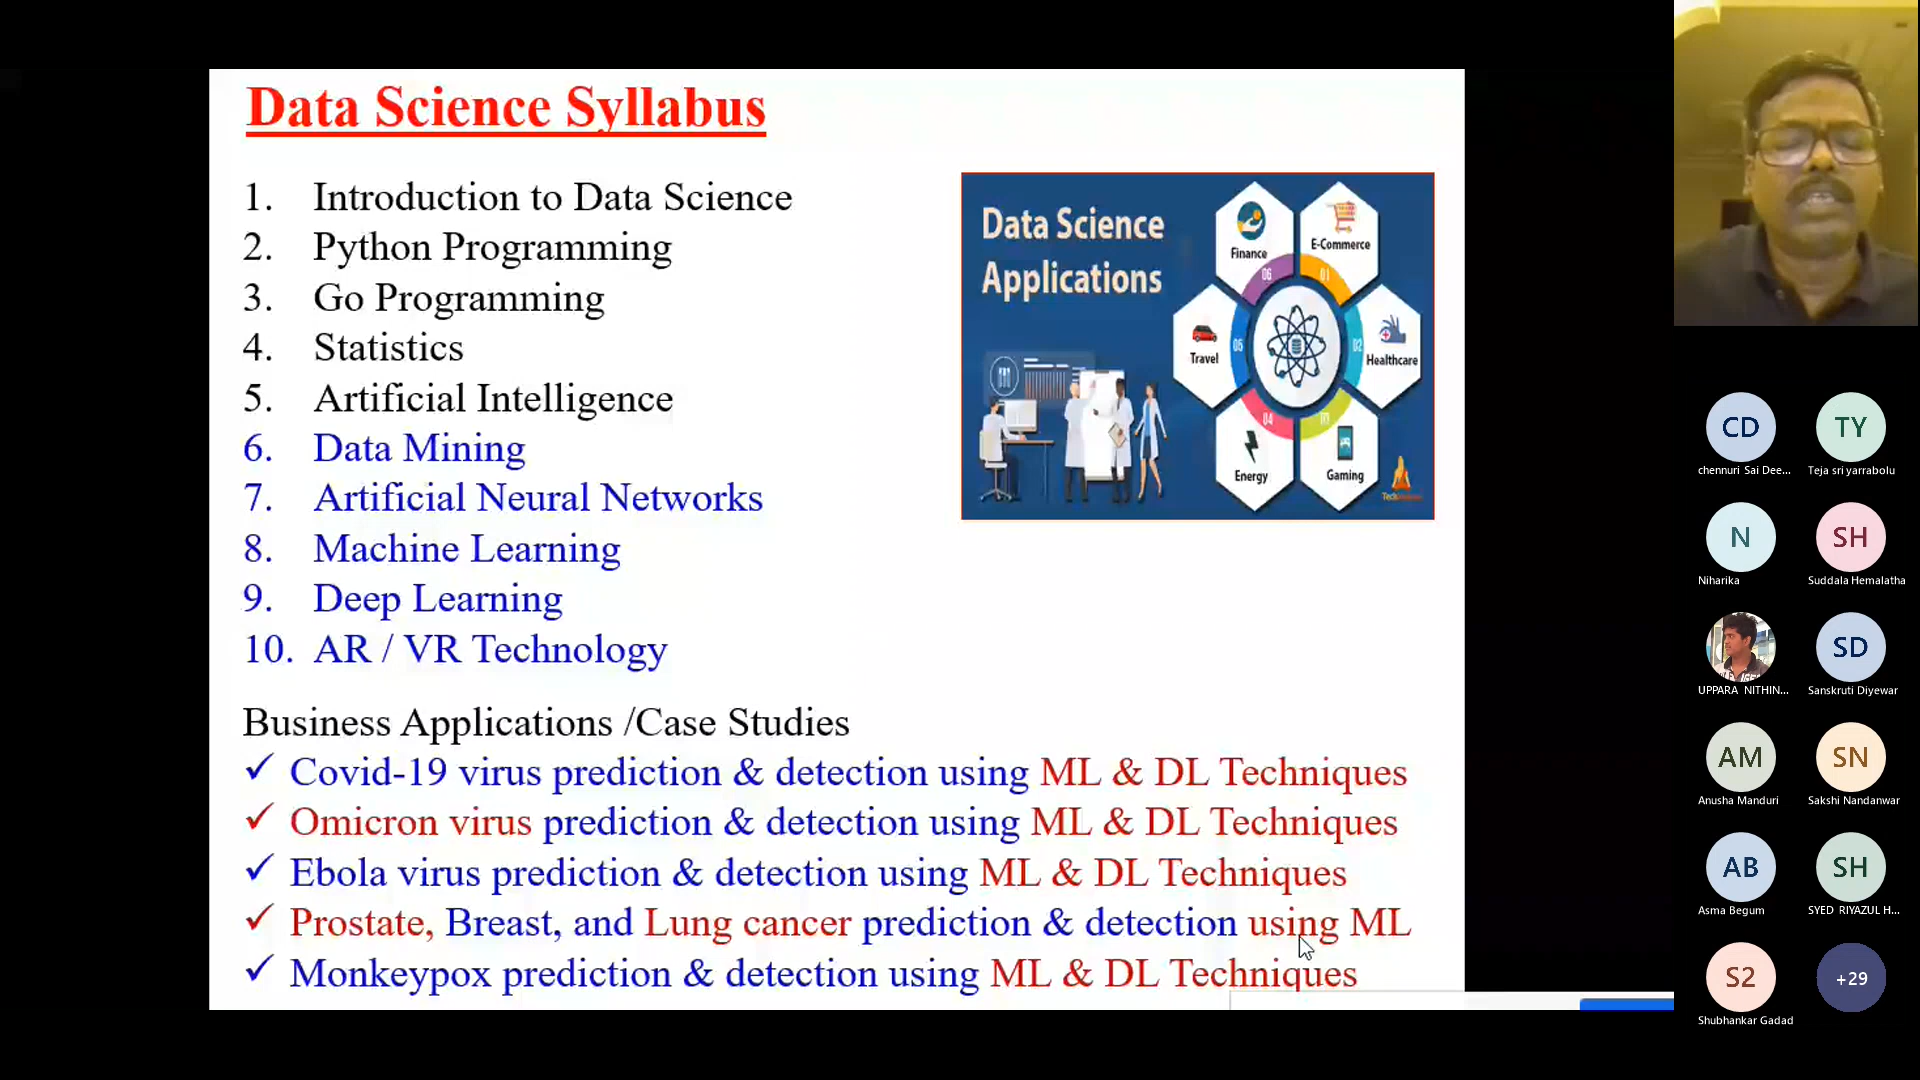 Data Science Syllabus
1. Introduction to Data Science
2. Python Programming
3. Go Programming
4. Statistics
5. Artificial Intelligence
6. Data Mining
7. Artificial Neural Networks
8. Machine Learning
9. Deep Learning
10. AR / VR Technology
Business Applications /Case Studies
✓ Covid-19 virus prediction & detection using ML & DL Techniques
✓ Omicron virus prediction & detection using ML & DL Techniques
✓ Ebola virus prediction & detection using ML & DL Techniques
✓ Prostate, Breast, and Lung cancer prediction & detection using ML
✓ Monkeypox prediction & detection using ML & DL Techniques
Data Science
Applications
Finance
06
E-Commerce
01
Travel
05
Healthcare
02
Energy
04
Gaming
03
CD
chennuri Sai Dee...
TY
Teja sri yarrabolu
N
Niharika
SH
Suddala Hemalatha
UPPARA NITHIN...
SD
Sanskruti Diyewar
AM
Anusha Manduri
SN
Sakshi Nandanwar
AB
Asma Begum
SH
SYED RIYAZUL H...
S2
Shubhankar Gadad
+29